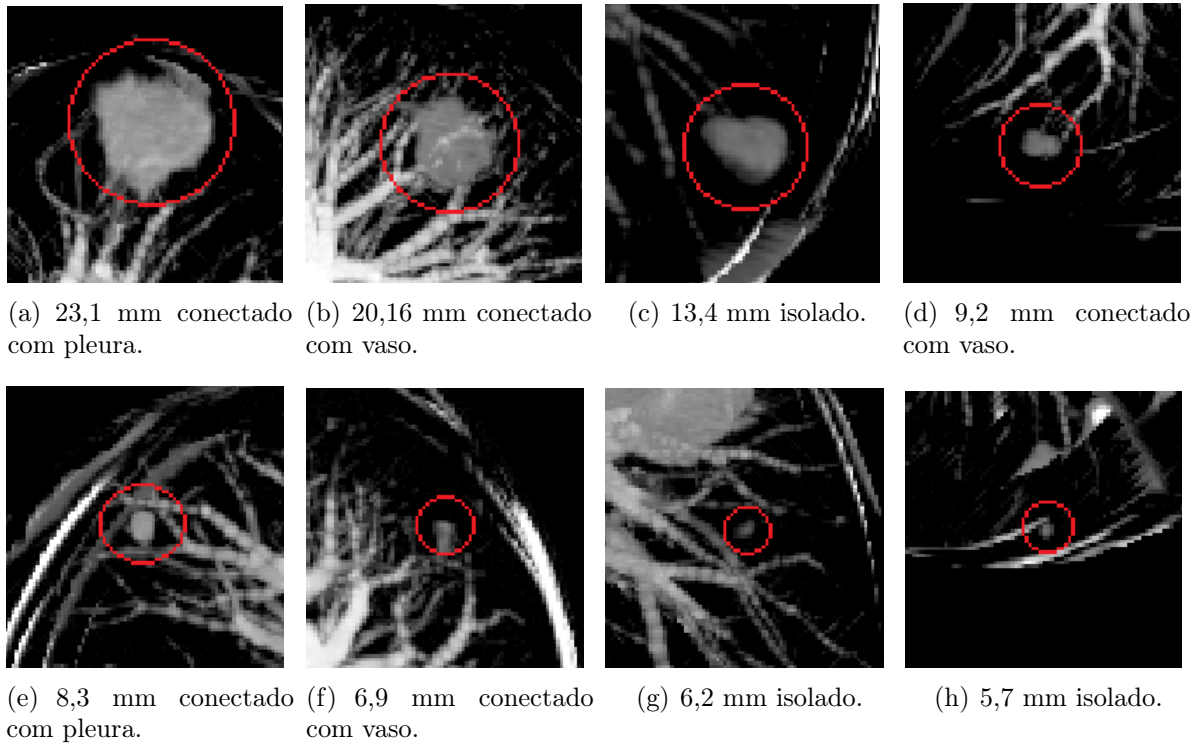 (a) 23,1 mm conectado
com pleura.
(b) 20,16 mm conectado
com vaso.
(c) 13,4 mm isolado.
(d) 9,2 mm conectado
com vaso.
(e) 8,3 mm conectado
com pleura.
(f) 6,9 mm conectado
com vaso.
(g) 6,2 mm isolado.
(h) 5,7 mm isolado.